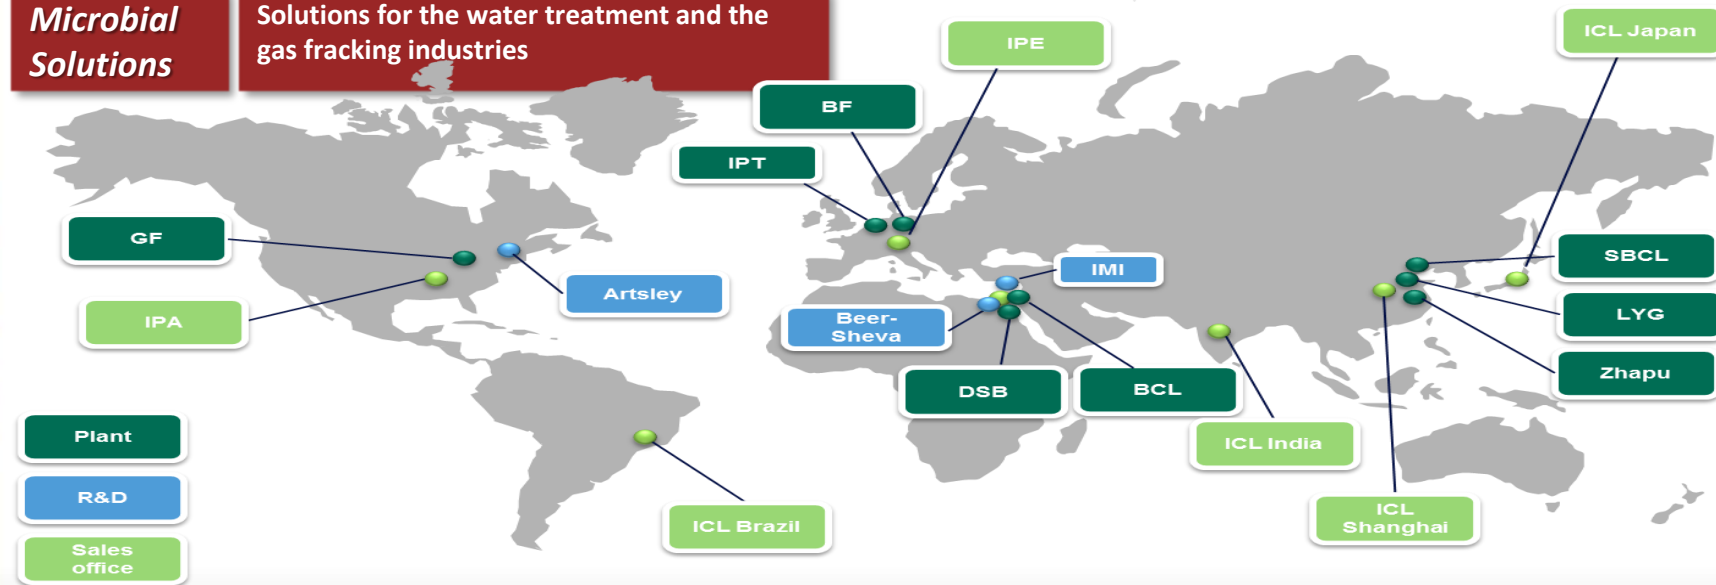 Microbial
Solutions
Solutions for the water treatment and the
gas fracking industries
IPE
ICL Japan
BF
IPT
GF
SBCL
IMI
Artsley
IPA
Beer-
Sheva
LYG
Zhapu
DSB
BCL
Plant
ICL India
R&D
ICL Brazil
ICL
Shanghai
Sales
office